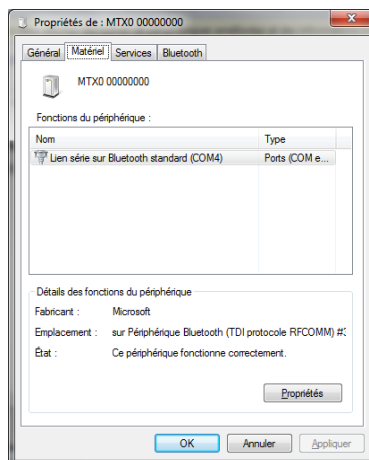 Propriétés de : MTX0 00000000
Général Matériel Services Bluetooth
MTX0 00000000
Fonctions du périphérique :
Nom Type
Lien série sur Bluetooth standard (COM4) Ports (COM e...
Détails des fonctions du périphérique
Fabricant : Microsoft
Emplacement : sur Périphérique Bluetooth (TDI protocole RFCOMM)
État : Ce périphérique fonctionne correctement.
Propriétés
OK Annuler Appliquer